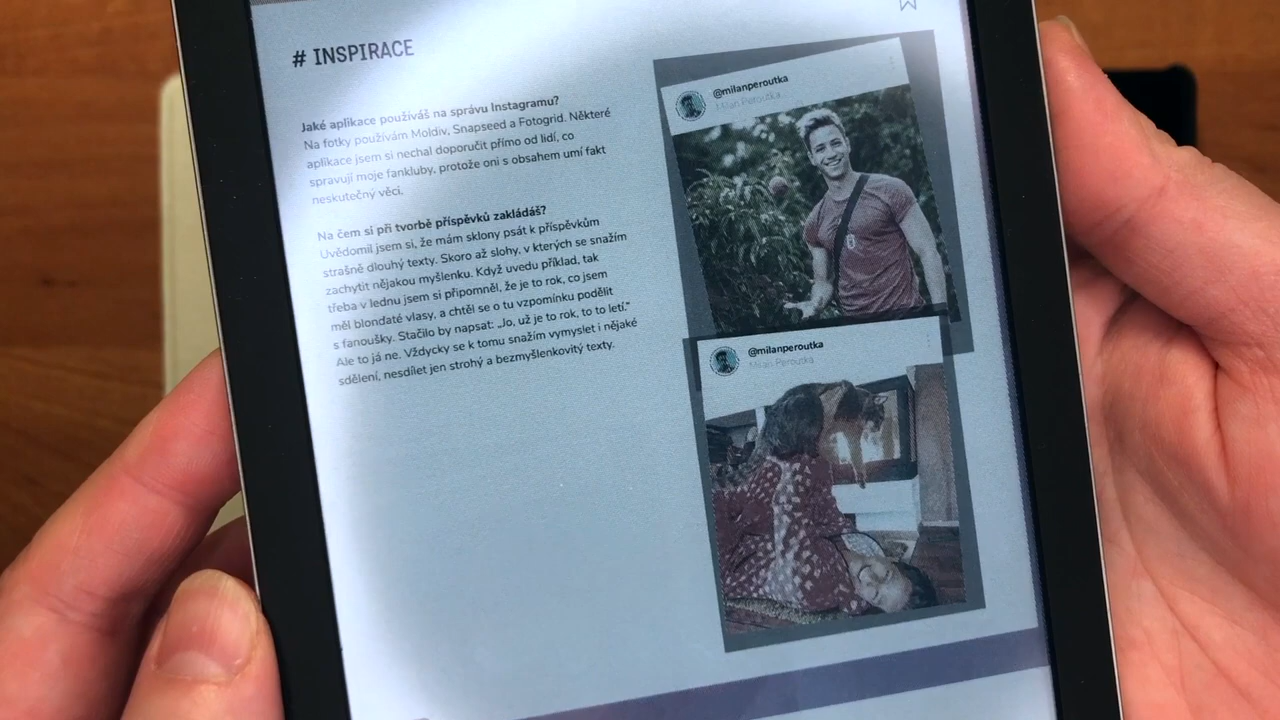 # INSPIRACE
Jaké aplikace používáš na správu Instagramu?
Na fotky používám Moldiv, Snapseed a Fotogrid. Některé
aplikace jsem si nechal doporučit přímo od lidí, co
spravují moje fankluby, protože oni s obsahem umí fakt
neskutečný věci.
Na čem si při tvorbě příspěvků zakládáš?
Uvědomil jsem si, že mám sklony psát k příspěvkům
strašně dlouhý texty. Skoro až slohy, v kterých se snažím
zachytit nějakou myšlenku. Když uvedu příklad, tak
třeba v lednu jsem si připomněl, že je to rok, co jsem
měl blonďaté vlasy, a chtěl se o tu vzpomínku podělit
s fanoušky. Stačilo by napsat: „Jo, už je to rok, to to letí.“
Ale to já ne. Vždycky se k tomu snažím vymyslet i nějaké
sdělení, nesdílet jen strohý a bezmyšlenkovitý texty.
@milanperoutka
Milan Peroutka
@milanperoutka
Milan Peroutka